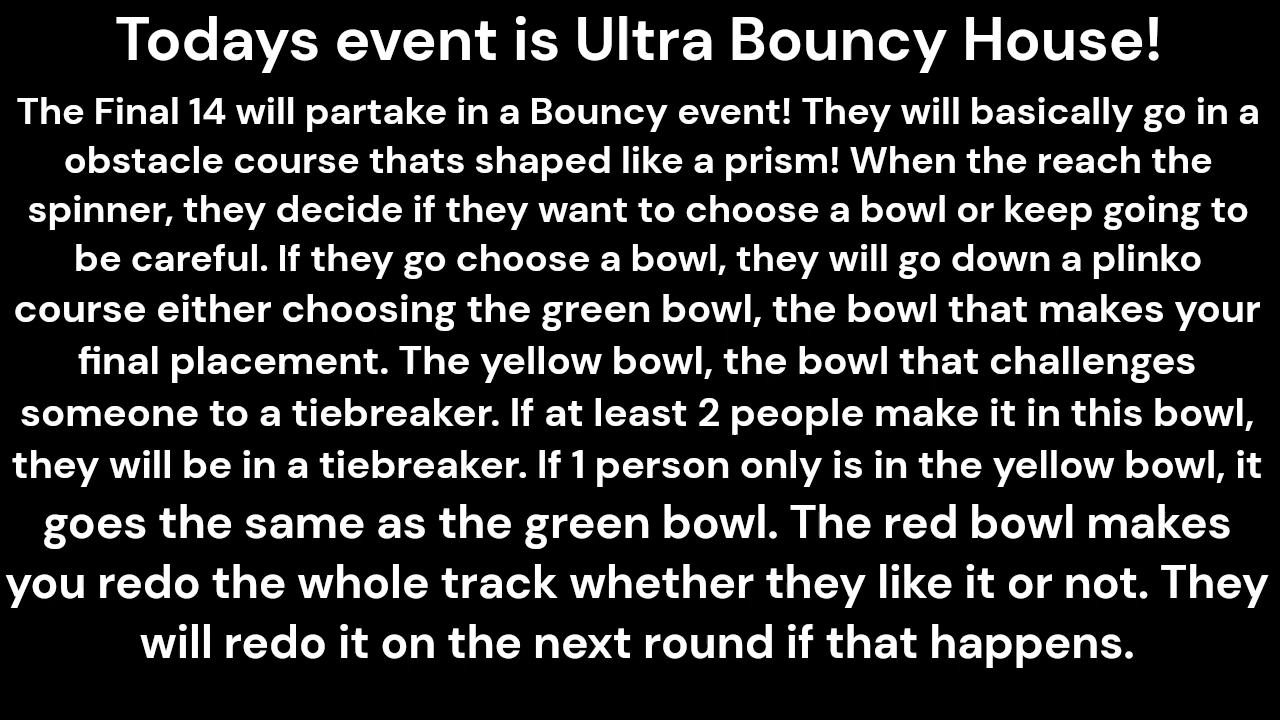 Todays event is Ultra Bouncy House!
The Final 14 will partake in a Bouncy event! They will basically go in a
obstacle course thats shaped like a prism! When the reach the
spinner, they decide if they want to choose a bowl or keep going to
be careful. If they go choose a bowl, they will go down a plinko
course either choosing the green bowl, the bowl that makes your
final placement. The yellow bowl, the bowl that challenges
someone to a tiebreaker. If at least 2 people make it in this bowl,
they will be in a tiebreaker. If 1 person only is in the yellow bowl, it
goes the same as the green bowl. The red bowl makes
you redo the whole track whether they like it or not. They
will redo it on the next round if that happens.